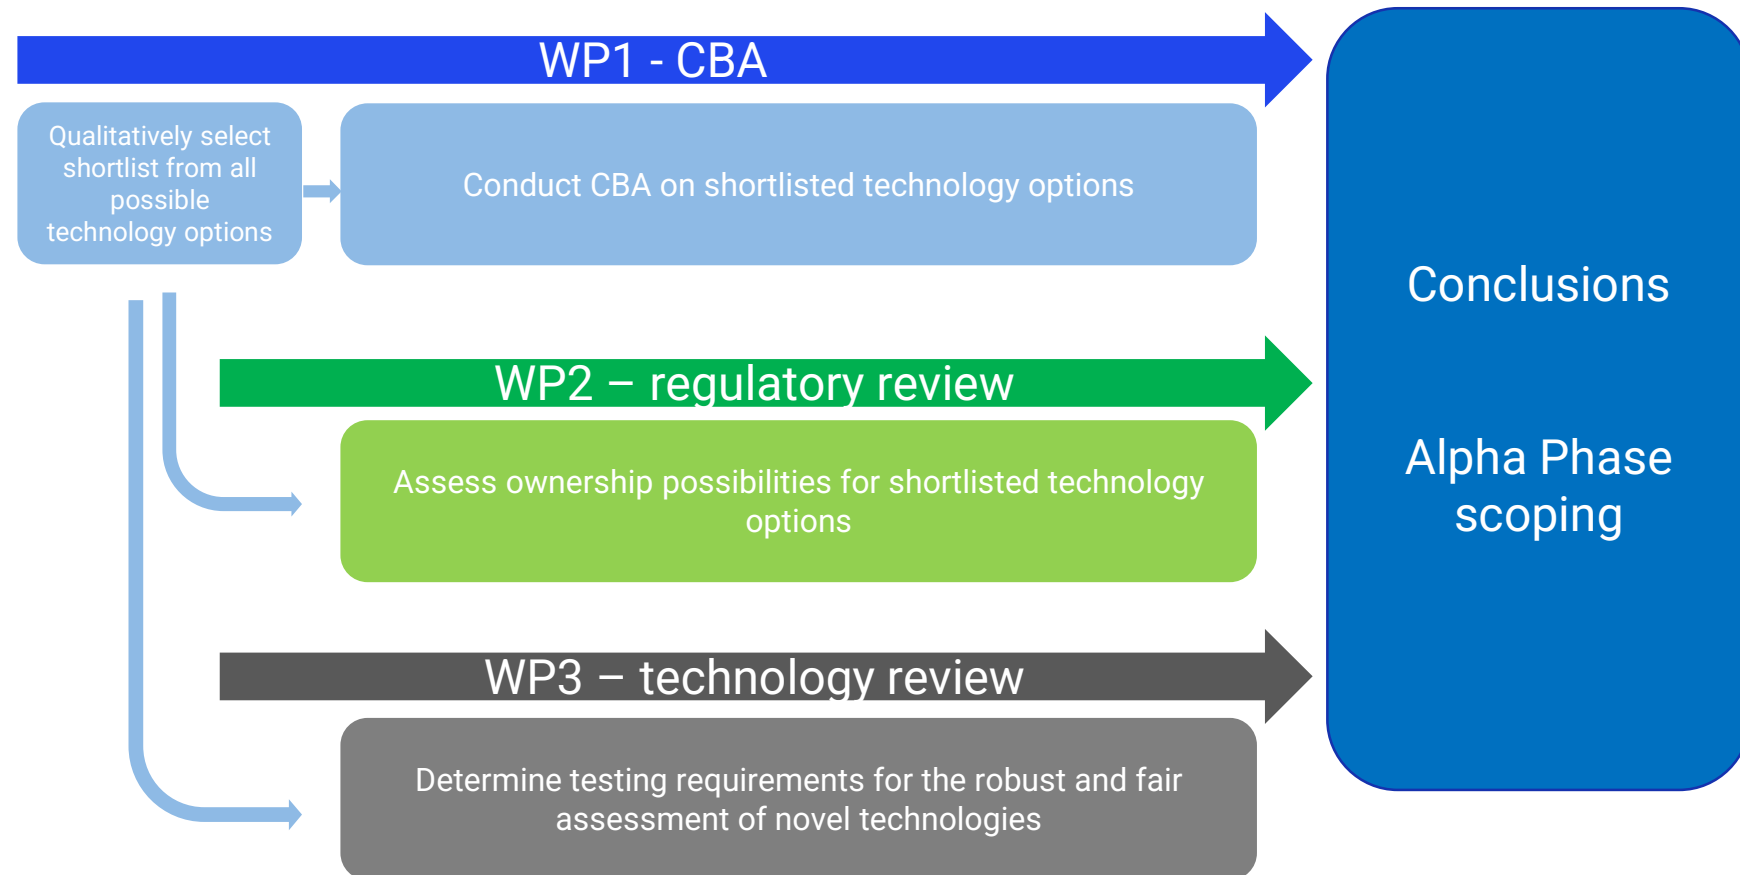 WP1 - CBA
Qualitatively select
shortlist from all
possible
technology options
Conduct CBA on shortlisted technology options
WP2 – regulatory review
Assess ownership possibilities for shortlisted technology
options
WP3 – technology review
Determine testing requirements for the robust and fair
assessment of novel technologies
Conclusions
Alpha Phase
scoping